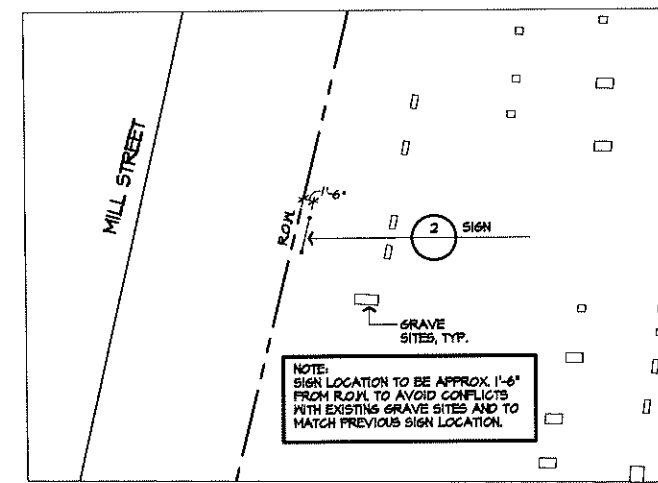 MILL STREET
R.O.W.
1'-6"
2
SIGN
GRAVE
SITES, TYP.
NOTE:
SIGN LOCATION TO BE APPROX. 1'-6"
FROM R.O.W. TO AVOID CONFLICTS
WITH EXISTING GRAVE SITES AND TO
MATCH PREVIOUS SIGN LOCATION.